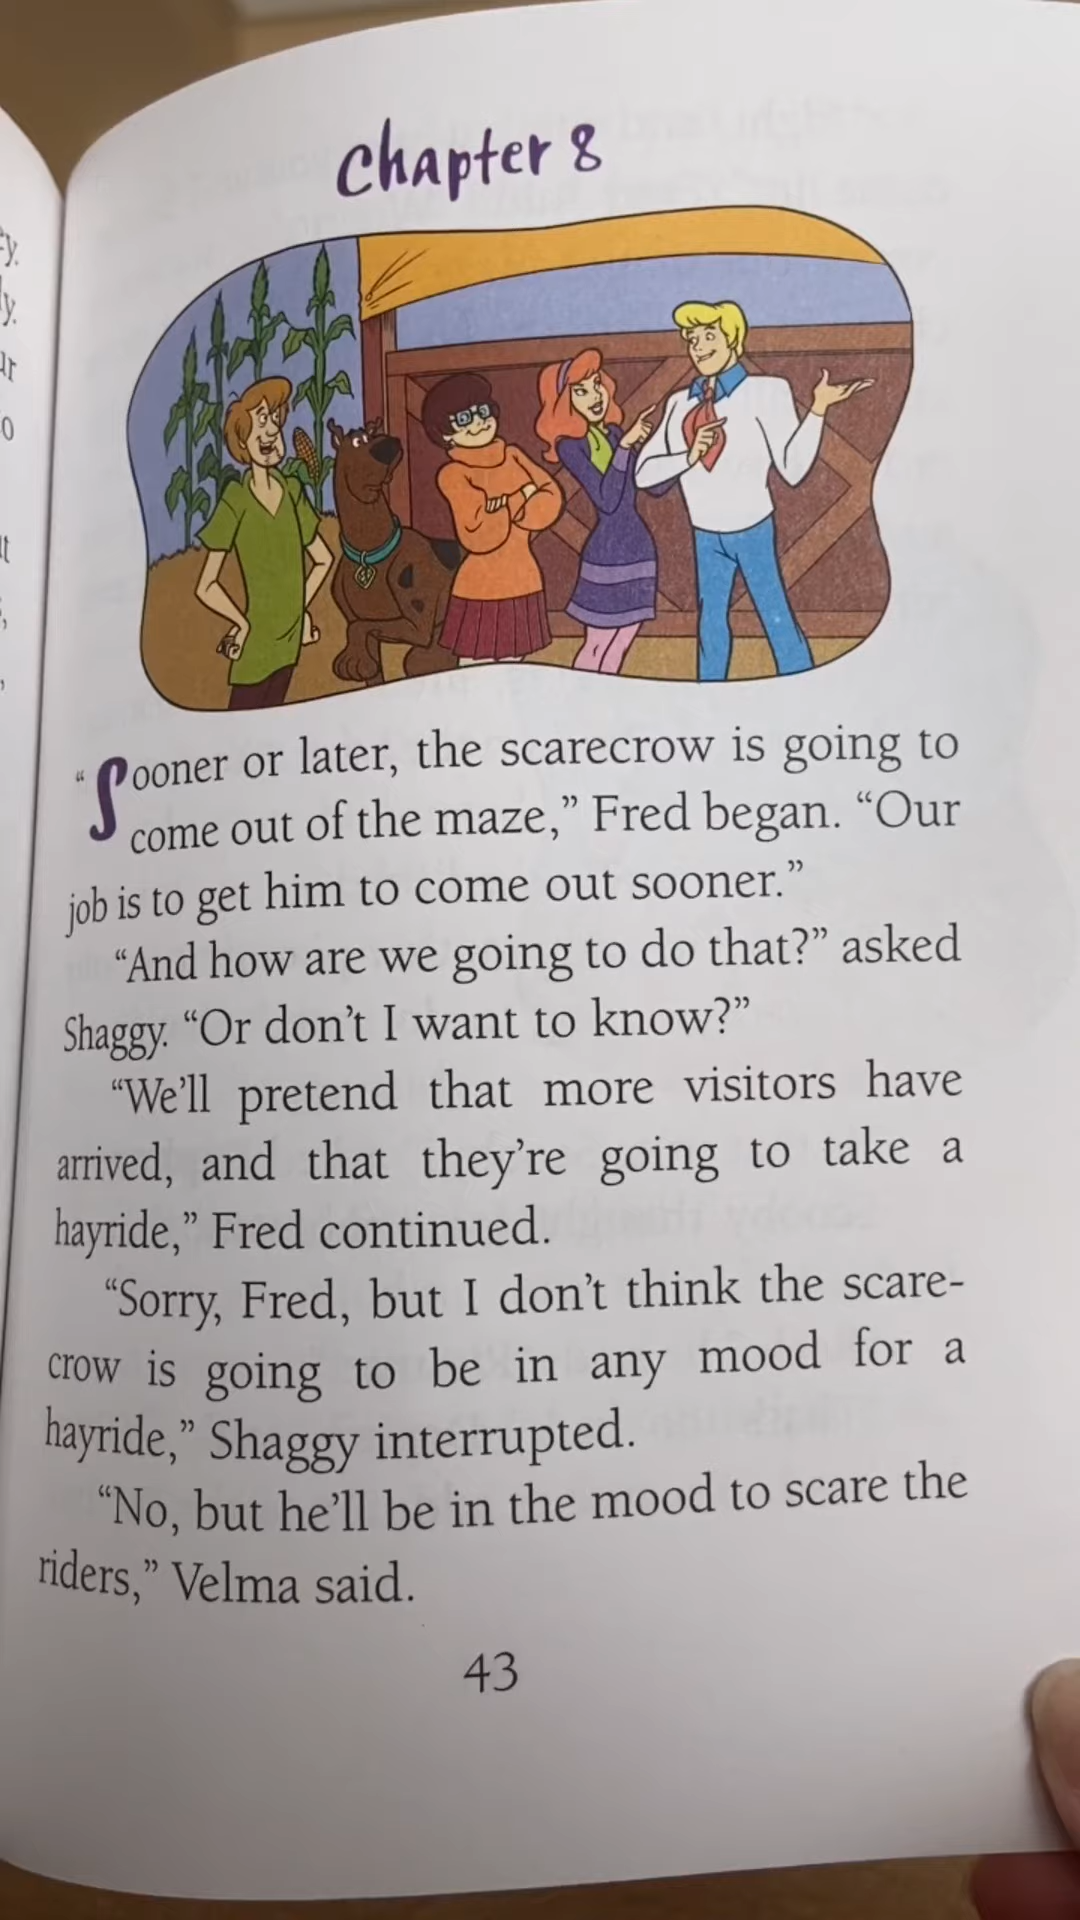 Chapter 8
“Sooner or later, the scarecrow is going to
come out of the maze,” Fred began. “Our
job is to get him to come out sooner.”
“And how are we going to do that?” asked
Shaggy. “Or don’t I want to know?”
“We’ll pretend that more visitors have
arrived, and that they’re going to take a
hayride,” Fred continued.
“Sorry, Fred, but I don’t think the scare-
crow is going to be in any mood for a
hayride,” Shaggy interrupted.
“No, but he’ll be in the mood to scare the
riders,” Velma said.
43